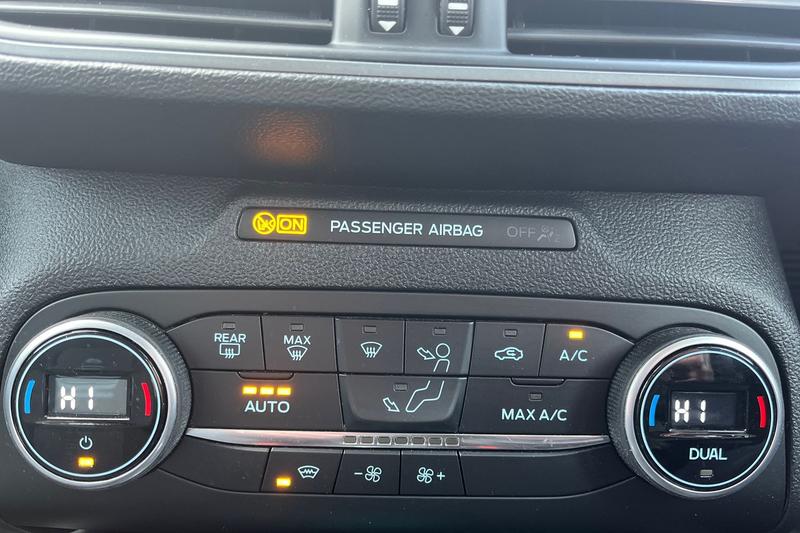 ON PASSENGER AIRBAG OFF
REAR
MAX
A/C
HI
AUTO
MAX A/C
HI
DUAL
- +